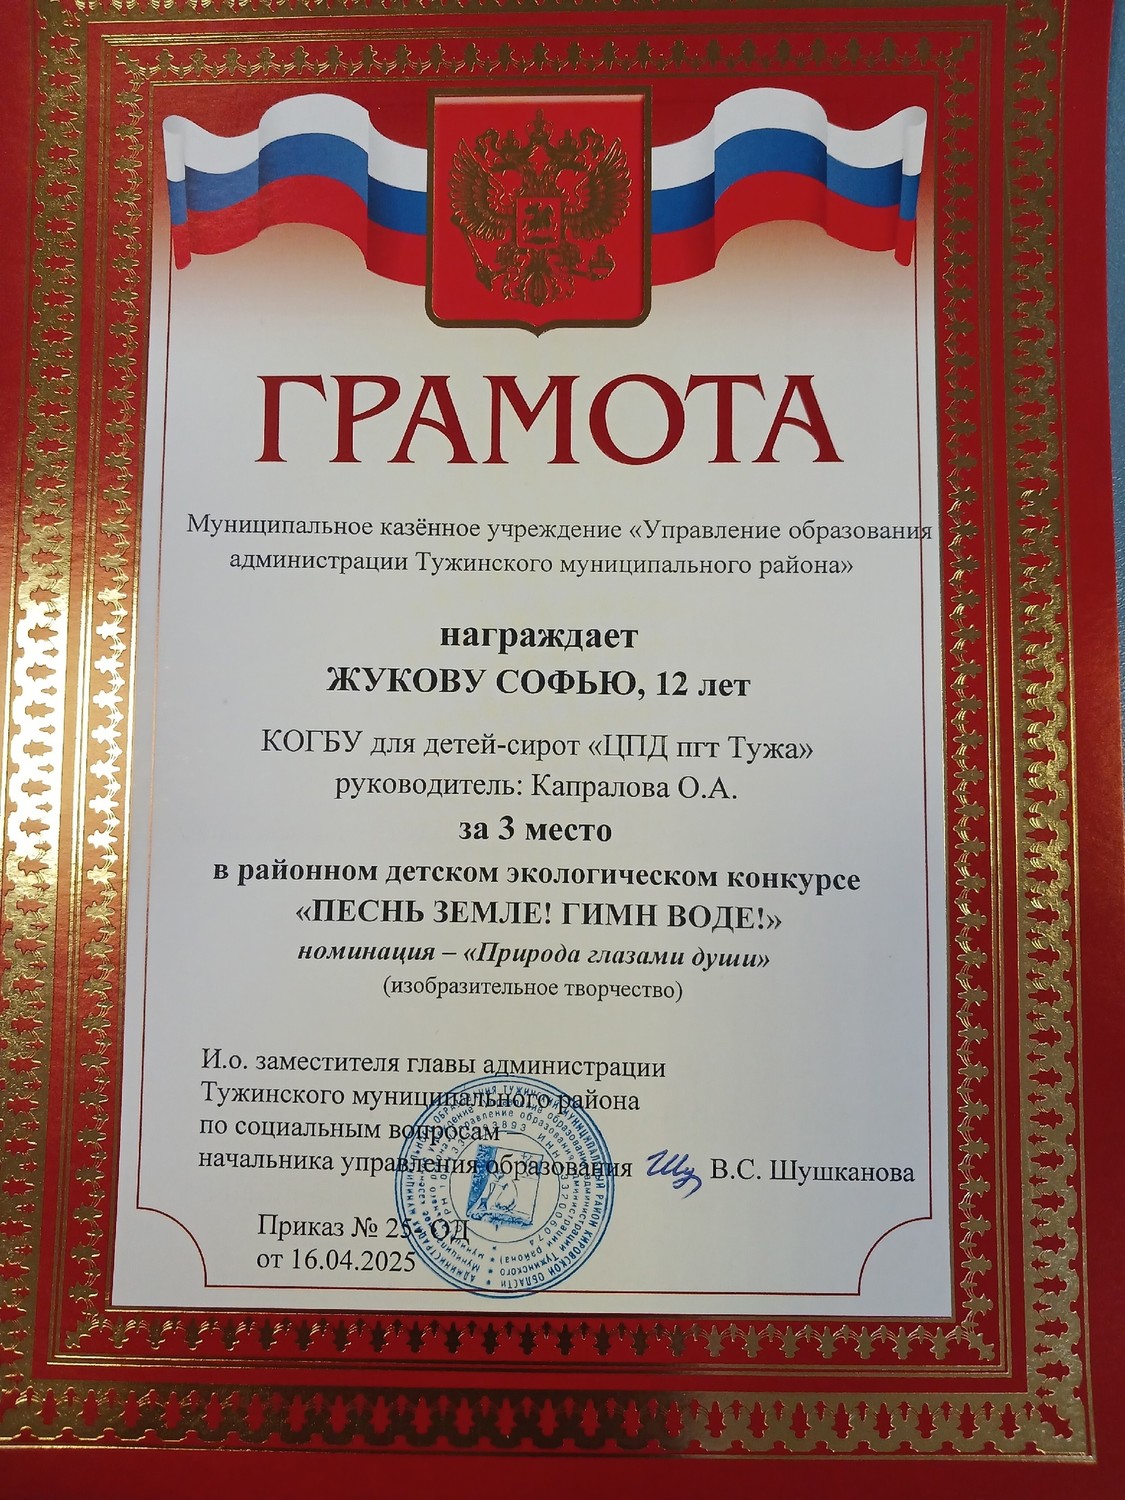 ГРАМОТА
Муниципальное казённое учреждение «Управление образования
администрации Тужинского муниципального района»
награждает
ЖУКОВУ СОФЬЮ, 12 лет
КОГБУ для детей-сирот «ЦПД пгт Тужа»
руководитель: Капралова О.А.
за 3 место
в районном детском экологическом конкурсе
«ПЕСНЬ ЗЕМЛЕ! ГИМН ВОДЕ!»
номинация – «Природа глазами души»
(изобразительное творчество)
И.о. заместителя главы администрации
Тужинского муниципального района
по социальным вопросам –
начальника управления образования В.С. Шушканова
Приказ № 25- ОД
от 16.04.2025